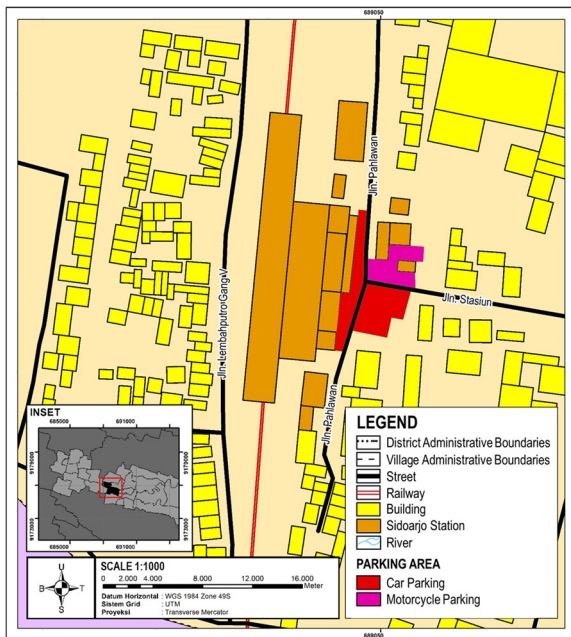 689050
Jln. Pahlawan
Jln. Lembahputro Gang V
Jln. Stasiun
Jln. Pahlawan
INSET
685000
691000
9179000
9179000
9173000
9173000
685000
691000
U
B
T
S
SCALE 1:1000
0 2.000 4.000 8.000 12.000 16.000
Meter
Datum Horizontal : WGS 1984 Zone 49S
Sistem Grid : UTM
Proyeksi : Transverse Mercator
LEGEND
District Administrative Boundaries
Village Administrative Boundaries
Street
Railway
Building
Sidoarjo Station
River
PARKING AREA
Car Parking
Motorcycle Parking
689050